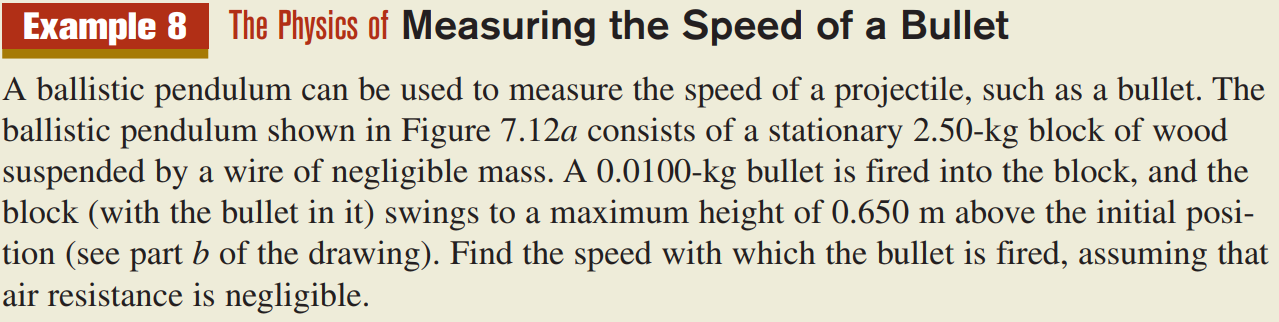 Example 8 The Physics of Measuring the Speed of a Bullet
A ballistic pendulum can be used to measure the speed of a projectile, such as a bullet. The
ballistic pendulum shown in Figure 7.12a consists of a stationary 2.50-kg block of wood
suspended by a wire of negligible mass. A 0.0100-kg bullet is fired into the block, and the
block (with the bullet in it) swings to a maximum height of 0.650 m above the initial posi-
tion (see part b of the drawing). Find the speed with which the bullet is fired, assuming that
air resistance is negligible.